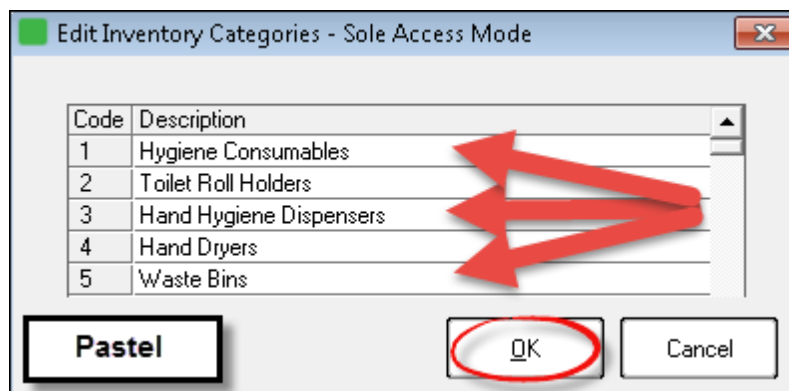 Edit Inventory Categories - Sole Access Mode
Code Description
1 Hygiene Consumables
2 Toilet Roll Holders
3 Hand Hygiene Dispensers
4 Hand Dryers
5 Waste Bins
Pastel OK Cancel